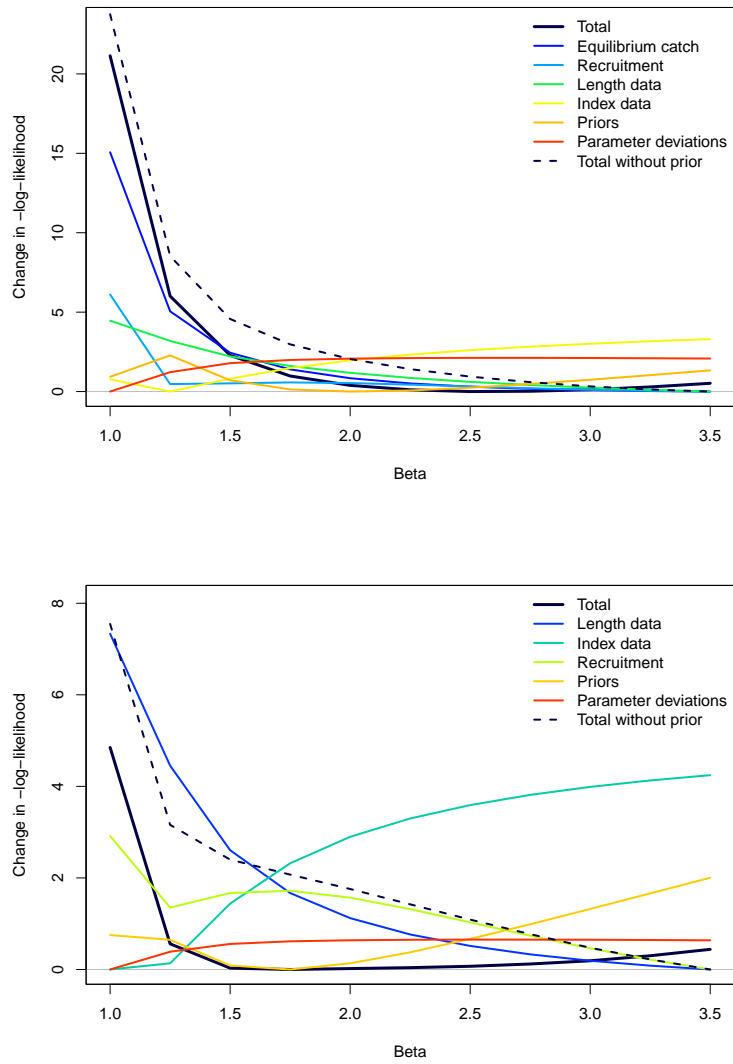 Total
Equilibrium catch
Recruitment
Length data
Index data
Priors
Parameter deviations
Total without prior
Change in −log−likelihood
20
15
10
5
0
1.0 1.5 2.0 2.5 3.0 3.5
Beta
Total
Length data
Index data
Recruitment
Priors
Parameter deviations
Total without prior
Change in −log−likelihood
8
6
4
2
0
1.0 1.5 2.0 2.5 3.0 3.5
Beta